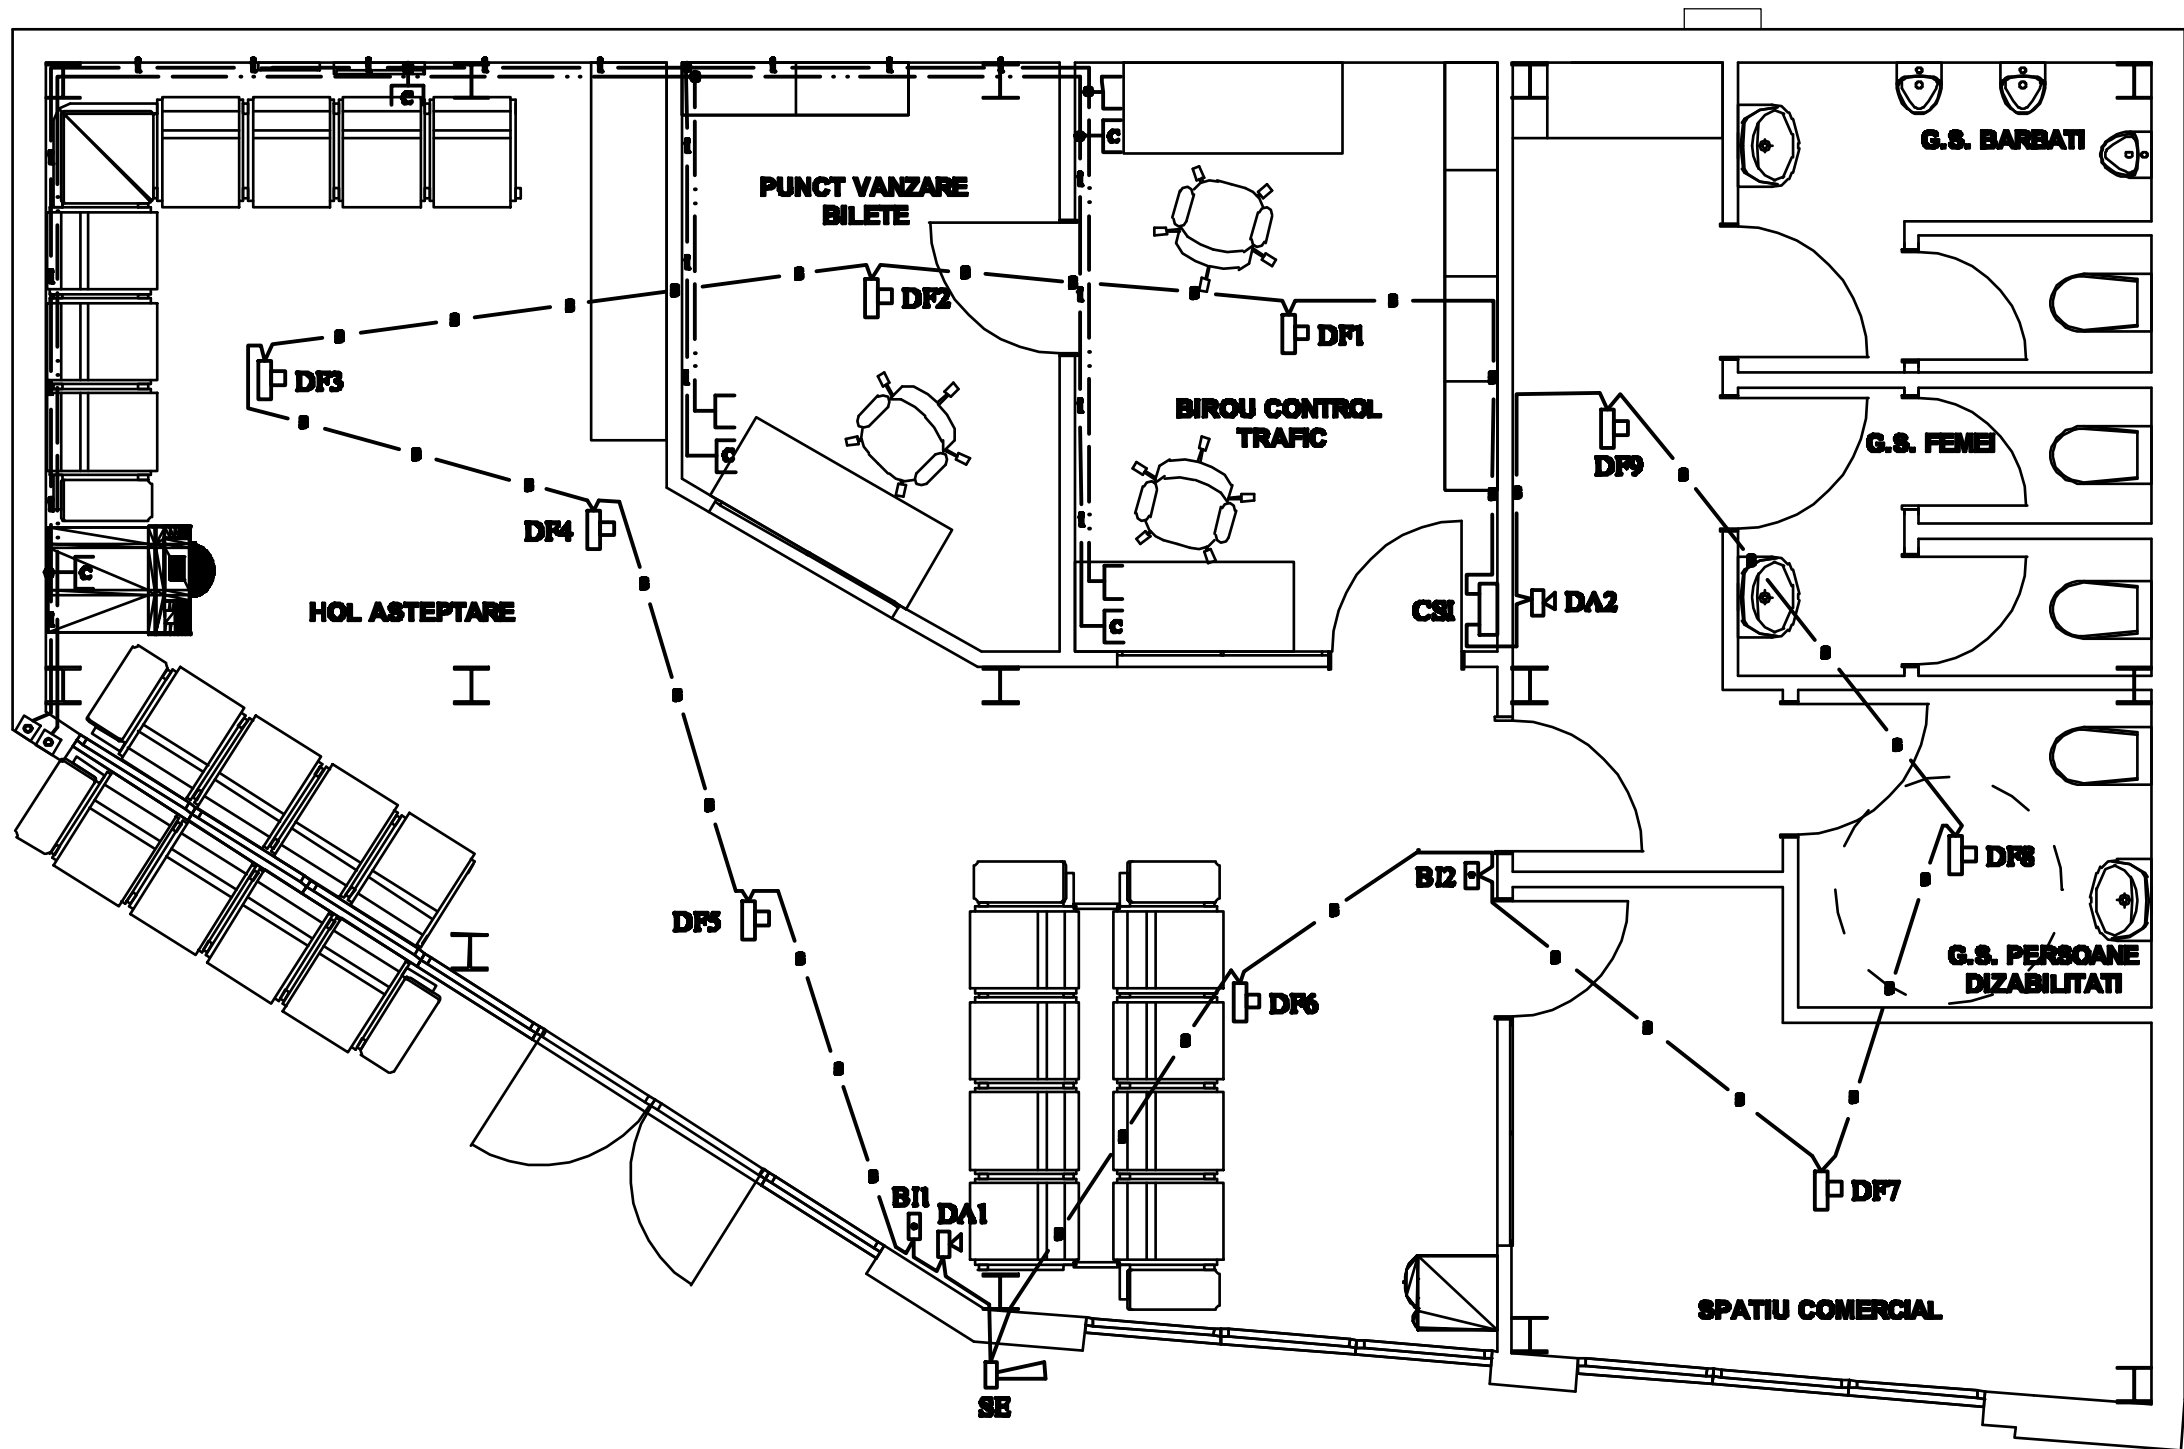 G.S. BARBATI
PUNCT VANZARE
BILETE
DF2
DF1
DF3
BIROU CONTROL
TRAFIC
G.S. FEMEI
DF9
DF4
HOL ASTEPTARE
CSI
DA2
C
C
C
C
C
DF8
BI2
DF5
G.S. PERSOANE
DIZABILITATI
DF6
DF7
BI1
DA1
SPATIU COMERCIAL
SE